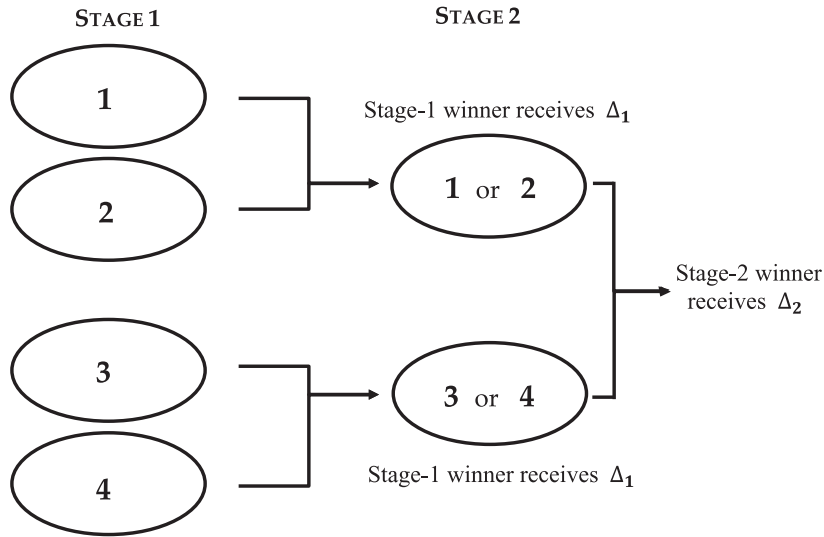 STAGE 1
STAGE 2
1
2
Stage-1 winner receives Δ₁
1 or 2
Stage-2 winner
receives Δ₂
3
4
3 or 4
Stage-1 winner receives Δ₁